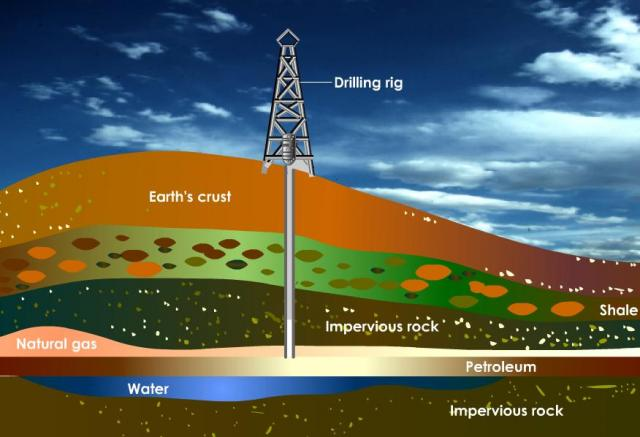 Drilling rig
Earth's crust
Shale
Impervious rock
Natural gas
Petroleum
Water
Impervious rock